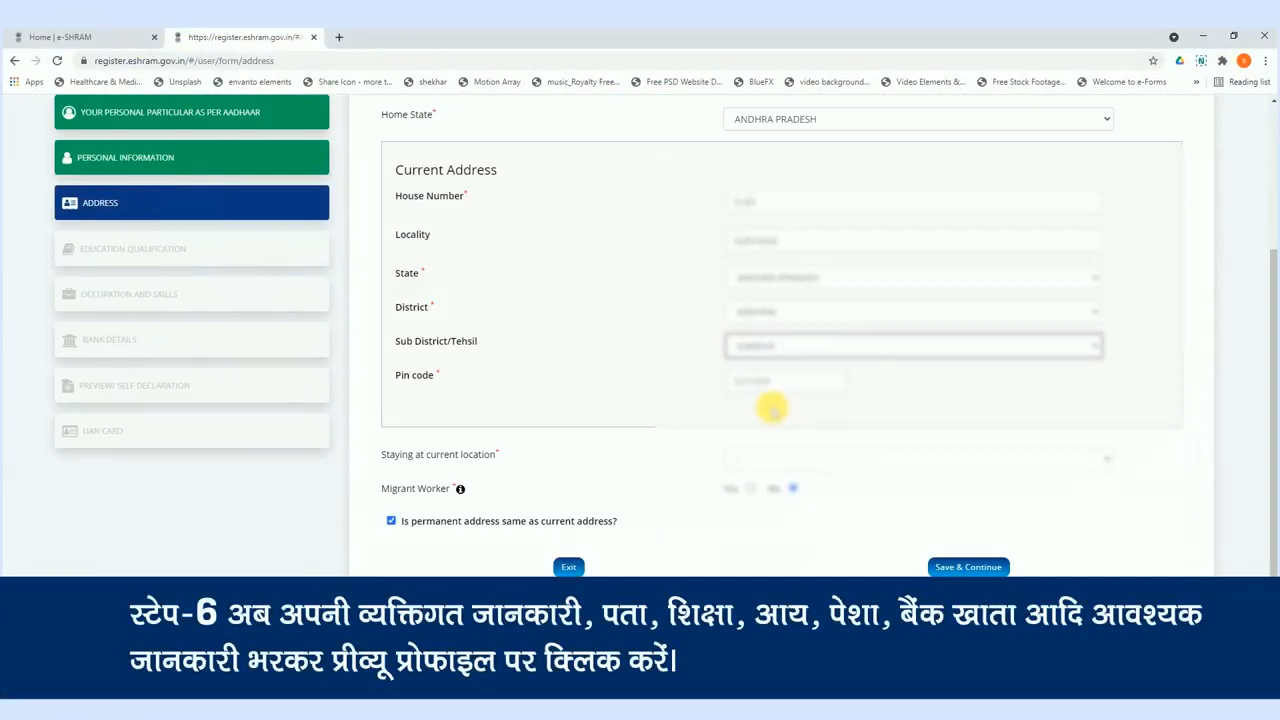 Home | e-SHRAM
https://register.eshram.gov.in/#/
register.eshram.gov.in/#/user/form/address
Apps Healthcare & Medi... Unsplash envanto elements Share Icon - more t... shekhar Motion Array music_Royalty Free... Free PSD Website D... BlueFX video background... Video Elements &... Free Stock Footage... Welcome to e-Forms » Reading list
YOUR PERSONAL PARTICULAR AS PER AADHAAR
PERSONAL INFORMATION
ADDRESS
EDUCATION QUALIFICATION
OCCUPATION AND SKILLS
BANK DETAILS
PREVIEW/ SELF DECLARATION
UAN CARD
Home State* ANDHRA PRADESH
Current Address
House Number*
Locality
State *
District *
Sub District/Tehsil
Pin code *
Staying at current location*
Migrant Worker * Yes No
Is permanent address same as current address?
Exit Save & Continue
स्टेप-6 अब अपनी व्यक्तिगत जानकारी, पता, शिक्षा, आय, पेशा, बैंक खाता आदि आवश्यक
जानकारी भरकर प्रीव्यू प्रोफाइल पर क्लिक करें।